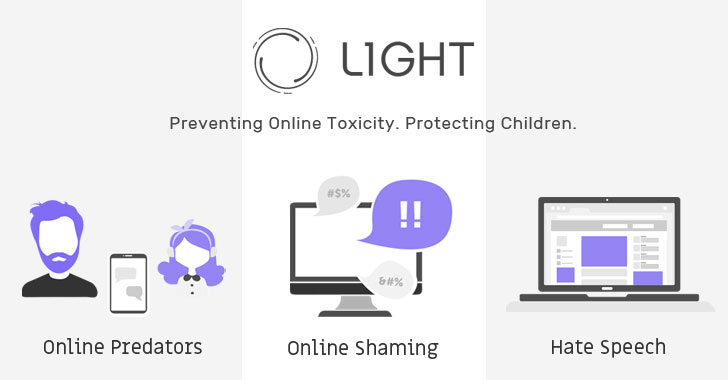 L1GHT
Preventing Online Toxicity. Protecting Children.
#$%
!!
&#%
Online Predators
Online Shaming
Hate Speech